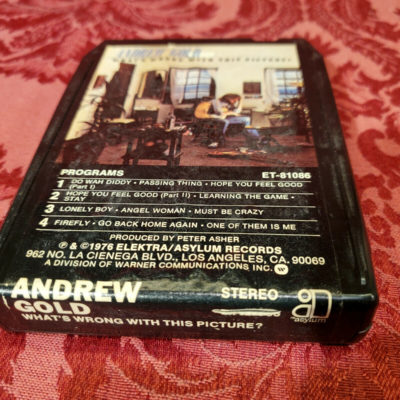 ANDREW GOLD
WHAT'S WRONG WITH THIS PICTURE?
PROGRAMS ET-81086
1 DO WAH DIDDY • PASSING THING • HOPE YOU FEEL GOOD
(Part I)
2 HOPE YOU FEEL GOOD (Part II) • LEARNING THE GAME •
STAY
3 LONELY BOY • ANGEL WOMAN • MUST BE CRAZY
4 FIREFLY • GO BACK HOME AGAIN • ONE OF THEM IS ME
PRODUCED BY PETER ASHER
℗ & ©1976 ELEKTRA/ASYLUM RECORDS
962 NO. LA CIENEGA BLVD., LOS ANGELES, CA. 90069
A DIVISION OF WARNER COMMUNICATIONS INC.
ANDREW
GOLD
WHAT'S WRONG WITH THIS PICTURE?
STEREO
asylum